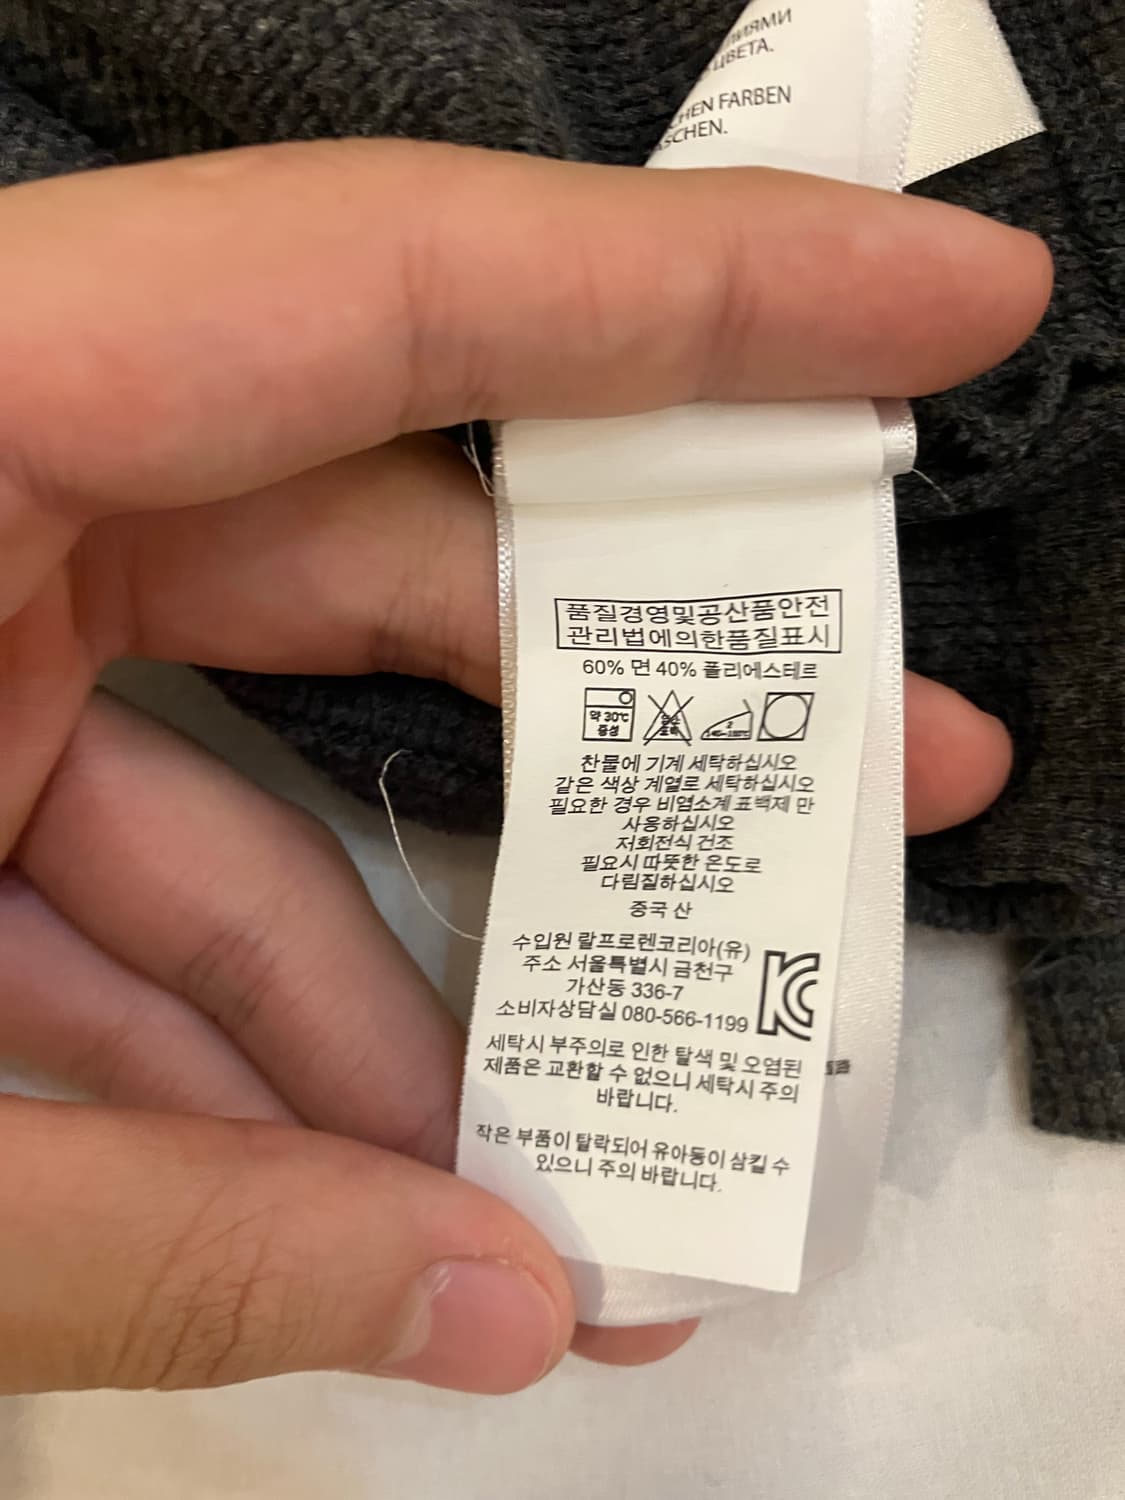 ЦВЕТА.
FARBEN
품질경영및공산품안전
관리법에의한품질표시
60% 면 40% 폴리에스테르
약 30℃
중성
찬물에 기계 세탁하십시오
같은 색상 계열로 세탁하십시오
필요한 경우 비염소계 표백제 만
사용하십시오
저회전식 건조
필요시 따뜻한 온도로
다림질하십시오
중국 산
수입원 랄프로렌코리아(유)
주소 서울특별시 금천구
가산동 336-7
소비자상담실 080-566-1199
세탁시 부주의로 인한 탈색 및 오염된
제품은 교환할 수 없으니 세탁시 주의
바랍니다.
작은 부품이 탈락되어 유아동이 삼킬 수
있으니 주의 바랍니다.